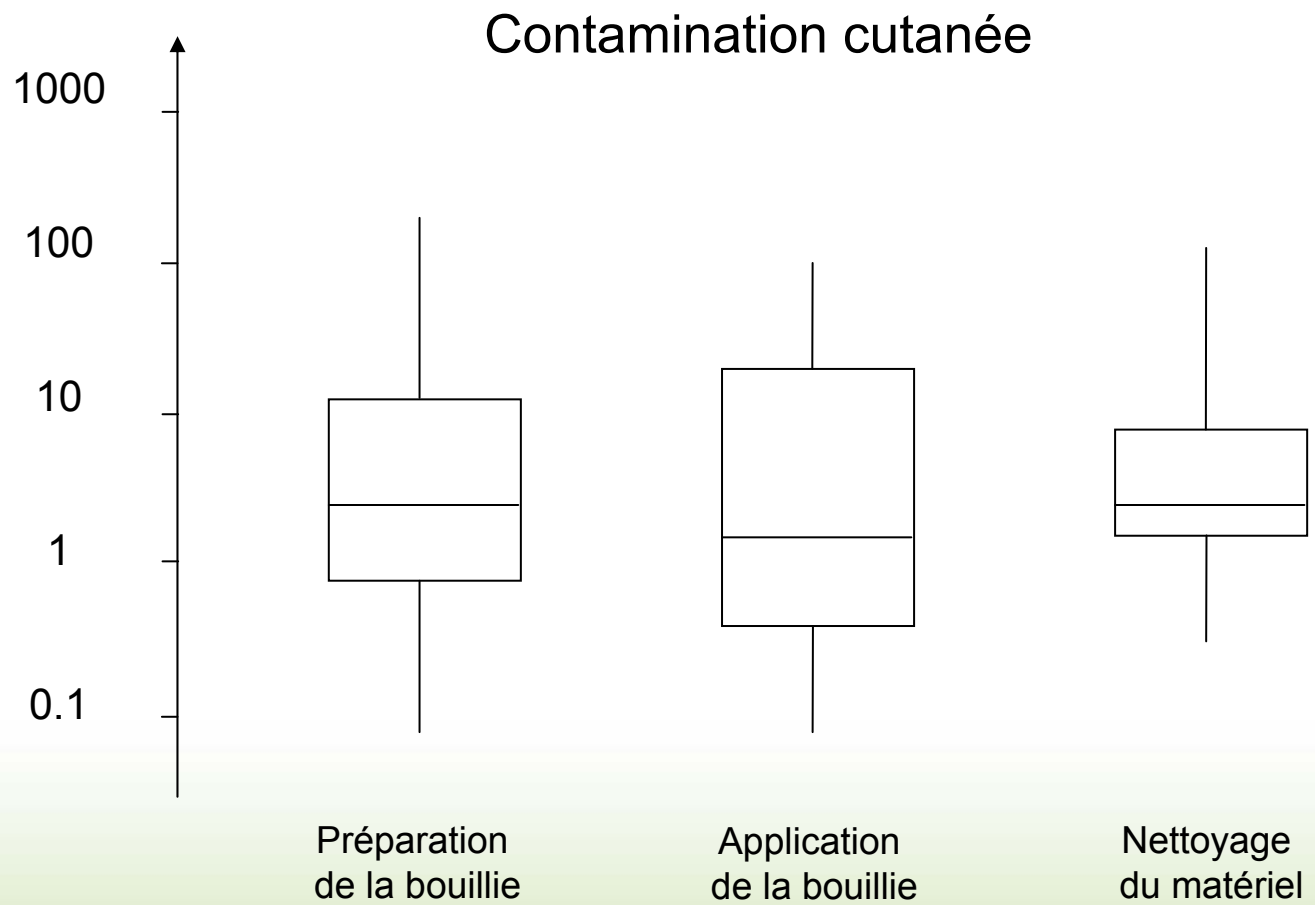 Contamination cutanée
1000
100
10
1
0.1
Préparation
de la bouillie
Application
de la bouillie
Nettoyage
du matériel